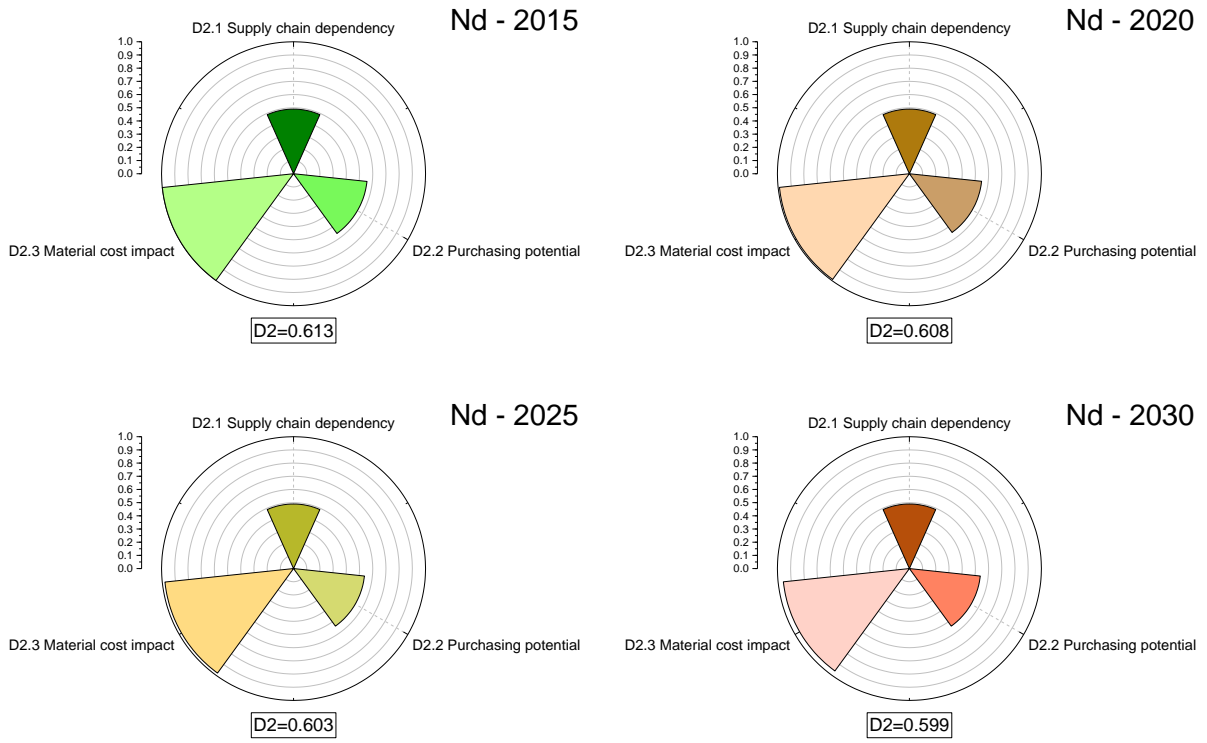 Nd - 2015
D2.1 Supply chain dependency
1.0
0.9
0.8
0.7
0.6
0.5
0.4
0.3
0.2
0.1
0.0
D2.3 Material cost impact
D2.2 Purchasing potential
D2=0.613
Nd - 2020
D2.1 Supply chain dependency
1.0
0.9
0.8
0.7
0.6
0.5
0.4
0.3
0.2
0.1
0.0
D2.3 Material cost impact
D2.2 Purchasing potential
D2=0.608
Nd - 2025
D2.1 Supply chain dependency
1.0
0.9
0.8
0.7
0.6
0.5
0.4
0.3
0.2
0.1
0.0
D2.3 Material cost impact
D2.2 Purchasing potential
D2=0.603
Nd - 2030
D2.1 Supply chain dependency
1.0
0.9
0.8
0.7
0.6
0.5
0.4
0.3
0.2
0.1
0.0
D2.3 Material cost impact
D2.2 Purchasing potential
D2=0.599